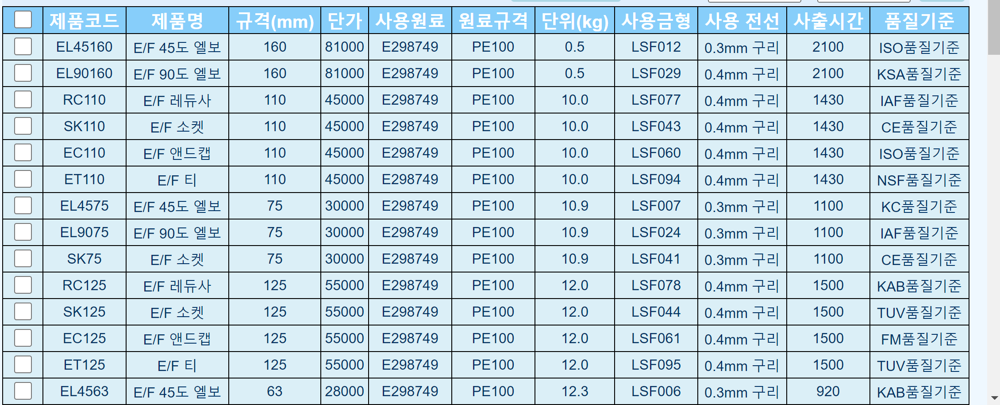 제품코드 제품명 규격(mm) 단가 사용원료 원료규격 단위(kg) 사용금형 사용 전선 사출시간 품질기준
EL45160 E/F 45도 엘보 160 81000 E298749 PE100 0.5 LSF012 0.3mm 구리 2100 ISO품질기준
EL90160 E/F 90도 엘보 160 81000 E298749 PE100 0.5 LSF029 0.4mm 구리 2100 KSA품질기준
RC110 E/F 레듀사 110 45000 E298749 PE100 10.0 LSF077 0.4mm 구리 1430 IAF품질기준
SK110 E/F 소켓 110 45000 E298749 PE100 10.0 LSF043 0.4mm 구리 1430 CE품질기준
EC110 E/F 앤드캡 110 45000 E298749 PE100 10.0 LSF060 0.4mm 구리 1430 ISO품질기준
ET110 E/F 티 110 45000 E298749 PE100 10.0 LSF094 0.4mm 구리 1430 NSF품질기준
EL4575 E/F 45도 엘보 75 30000 E298749 PE100 10.9 LSF007 0.3mm 구리 1100 KC품질기준
EL9075 E/F 90도 엘보 75 30000 E298749 PE100 10.9 LSF024 0.3mm 구리 1100 IAF품질기준
SK75 E/F 소켓 75 30000 E298749 PE100 10.9 LSF041 0.3mm 구리 1100 CE품질기준
RC125 E/F 레듀사 125 55000 E298749 PE100 12.0 LSF078 0.4mm 구리 1500 KAB품질기준
SK125 E/F 소켓 125 55000 E298749 PE100 12.0 LSF044 0.4mm 구리 1500 TUV품질기준
EC125 E/F 앤드캡 125 55000 E298749 PE100 12.0 LSF061 0.4mm 구리 1500 FM품질기준
ET125 E/F 티 125 55000 E298749 PE100 12.0 LSF095 0.4mm 구리 1500 TUV품질기준
EL4563 E/F 45도 엘보 63 28000 E298749 PE100 12.3 LSF006 0.3mm 구리 920 KAB품질기준